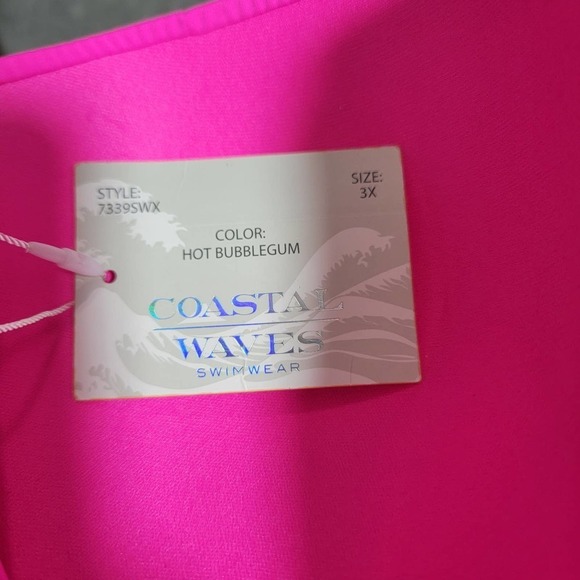 STYLE:
7339SWX
SIZE:
3X
COLOR:
HOT BUBBLEGUM
COASTAL
WAVES
SWIMWEAR